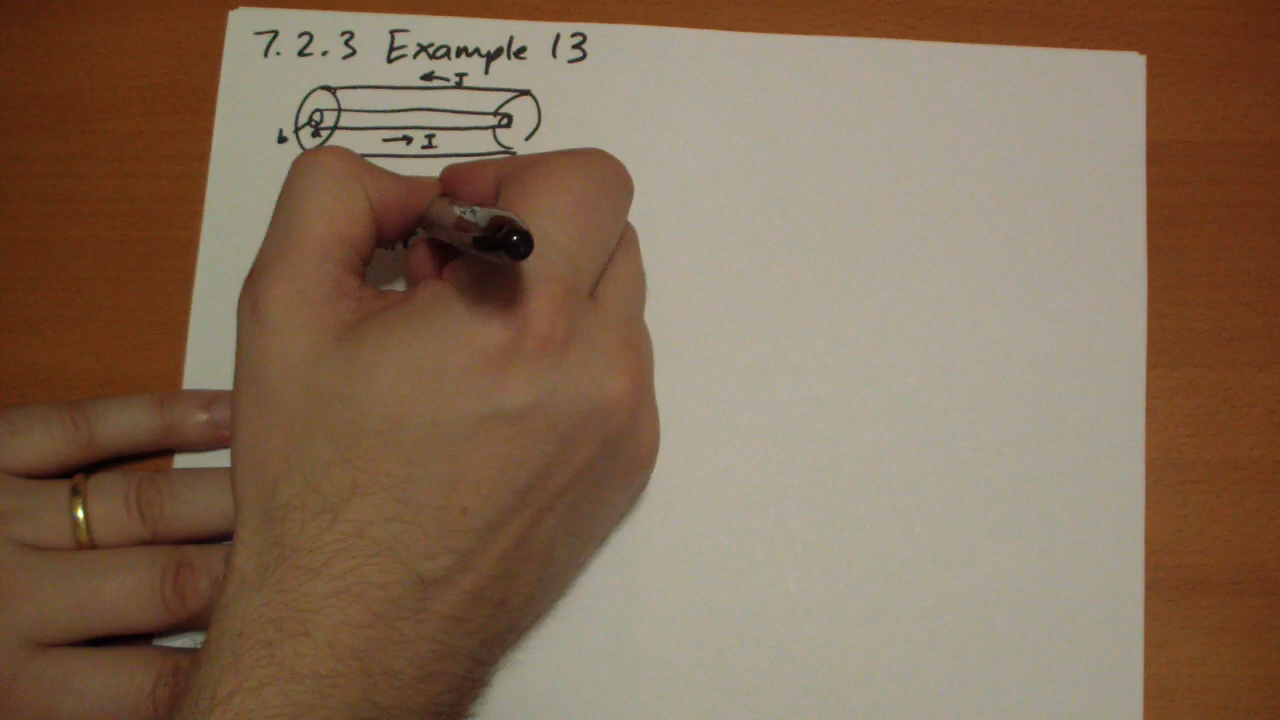 7.2.3 Example 13
← I
b a
→ I